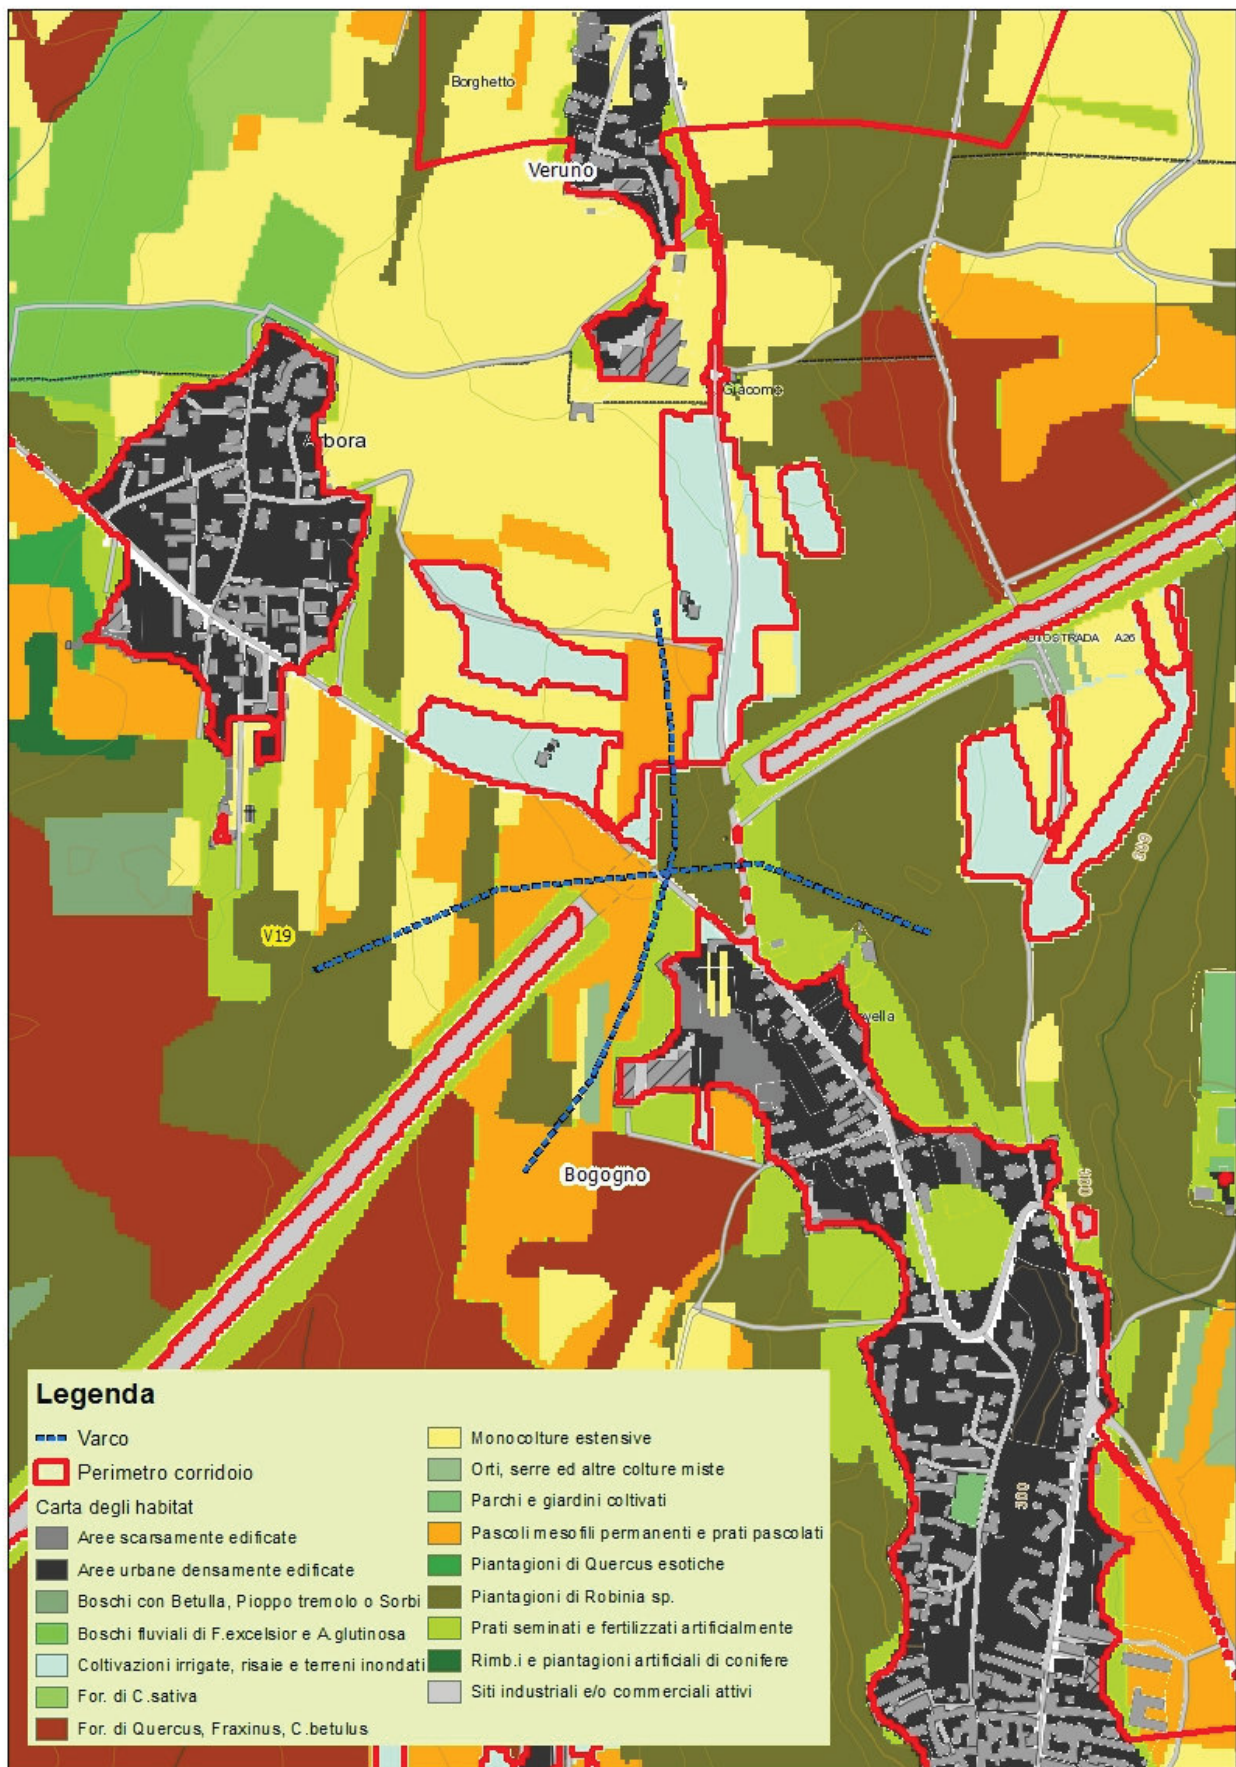 Borghetto
Veruno
Giacomo
Arbora
AUTOSTRADA A26
V19
Bogogno
380
Legenda
Varco
Perimetro corridoio
Carta degli habitat
Aree scarsamente edificate
Aree urbane densamente edificate
Boschi con Betulla, Pioppo tremolo o Sorbi
Boschi fluviali di F.excelsior e A.glutinosa
Coltivazioni irrigate, risaie e terreni inondati
For. di C.sativa
For. di Quercus, Fraxinus, C.betulus
Monocolture estensive
Orti, serre ed altre colture miste
Parchi e giardini coltivati
Pascoli mesofili permanenti e prati pascolati
Piantagioni di Quercus esotiche
Piantagioni di Robinia sp.
Prati seminati e fertilizzati artificialmente
Rimb.i e piantagioni artificiali di conifere
Siti industriali e/o commerciali attivi